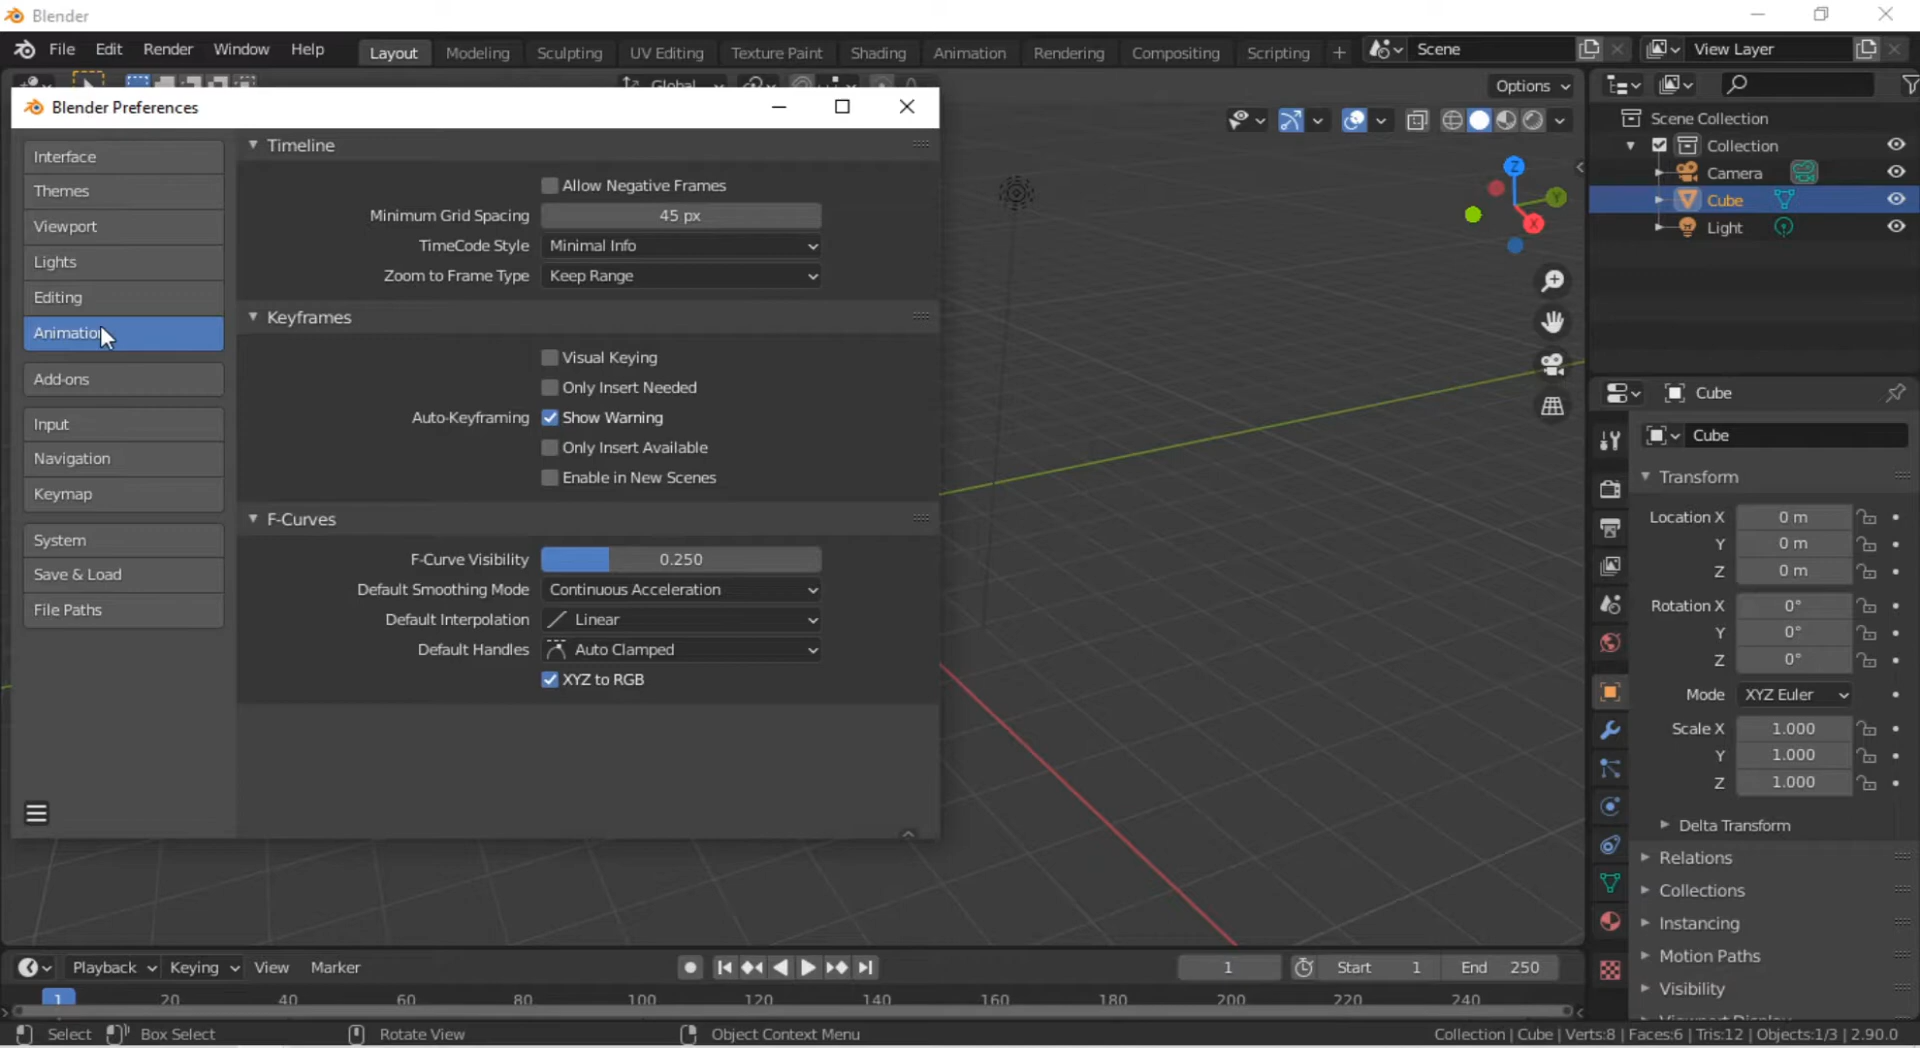 Blender
File Edit Render Window Help Layout Modeling Sculpting UV Editing Texture Paint Shading Animation Rendering Compositing Scripting + Scene View Layer
Global Options
Blender Preferences
Interface
Themes
Viewport
Lights
Editing
Animation
Add-ons
Input
Navigation
Keymap
System
Save & Load
File Paths
Timeline
Allow Negative Frames
Minimum Grid Spacing 45 px
TimeCode Style Minimal Info
Zoom to Frame Type Keep Range
Keyframes
Visual Keying
Only Insert Needed
Auto-Keyframing Show Warning
Only Insert Available
Enable in New Scenes
F-Curves
F-Curve Visibility 0.250
Default Smoothing Mode Continuous Acceleration
Default Interpolation Linear
Default Handles Auto Clamped
XYZ to RGB
Z
Y
X
Scene Collection
Collection
Camera
Cube
Light
Cube
Cube
Transform
Location X 0 m
Y 0 m
Z 0 m
Rotation X 0°
Y 0°
Z 0°
Mode XYZ Euler
Scale X 1.000
Y 1.000
Z 1.000
Delta Transform
Relations
Collections
Instancing
Motion Paths
Visibility
Playback Keying View Marker 1 Start 1 End 250
1 20 40 60 80 100 120 140 160 180 200 220 240
Select Box Select Rotate View Object Context Menu Collection | Cube | Verts:8 | Faces:6 | Tris:12 | Objects:1/3 | 2.90.0